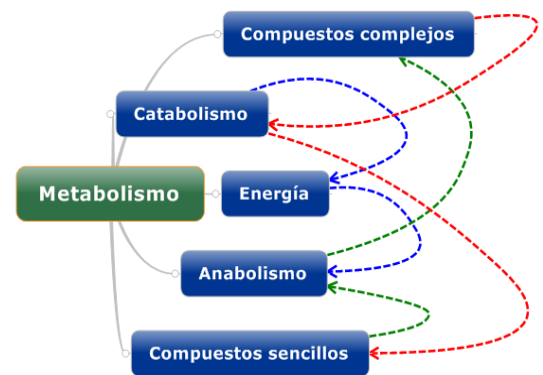 Compuestos complejos
Catabolismo
Metabolismo
Energía
Anabolismo
Compuestos sencillos